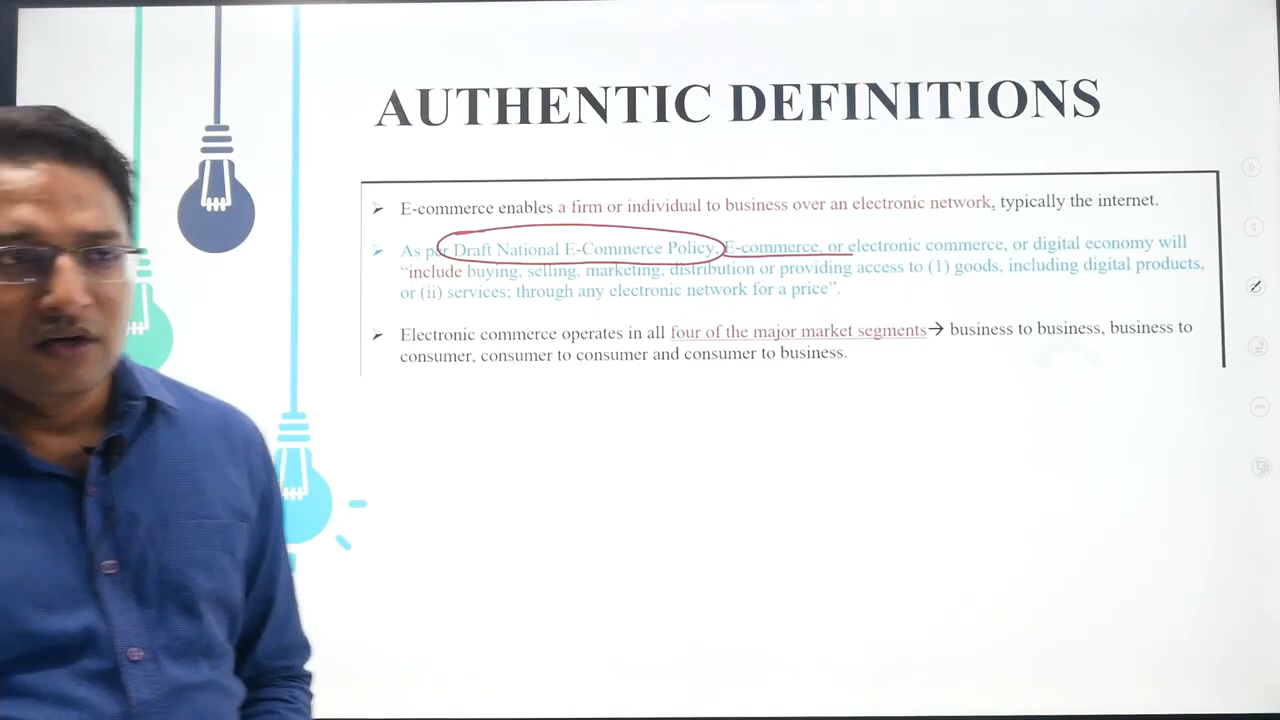 AUTHENTIC DEFINITIONS
➢ E-commerce enables a firm or individual to business over an electronic network, typically the internet.
➢ As per Draft National E-Commerce Policy, E-commerce, or electronic commerce, or digital economy will
“include buying, selling, marketing, distribution or providing access to (1) goods, including digital products,
or (ii) services; through any electronic network for a price”.
➢ Electronic commerce operates in all four of the major market segments→ business to business, business to
consumer, consumer to consumer and consumer to business.